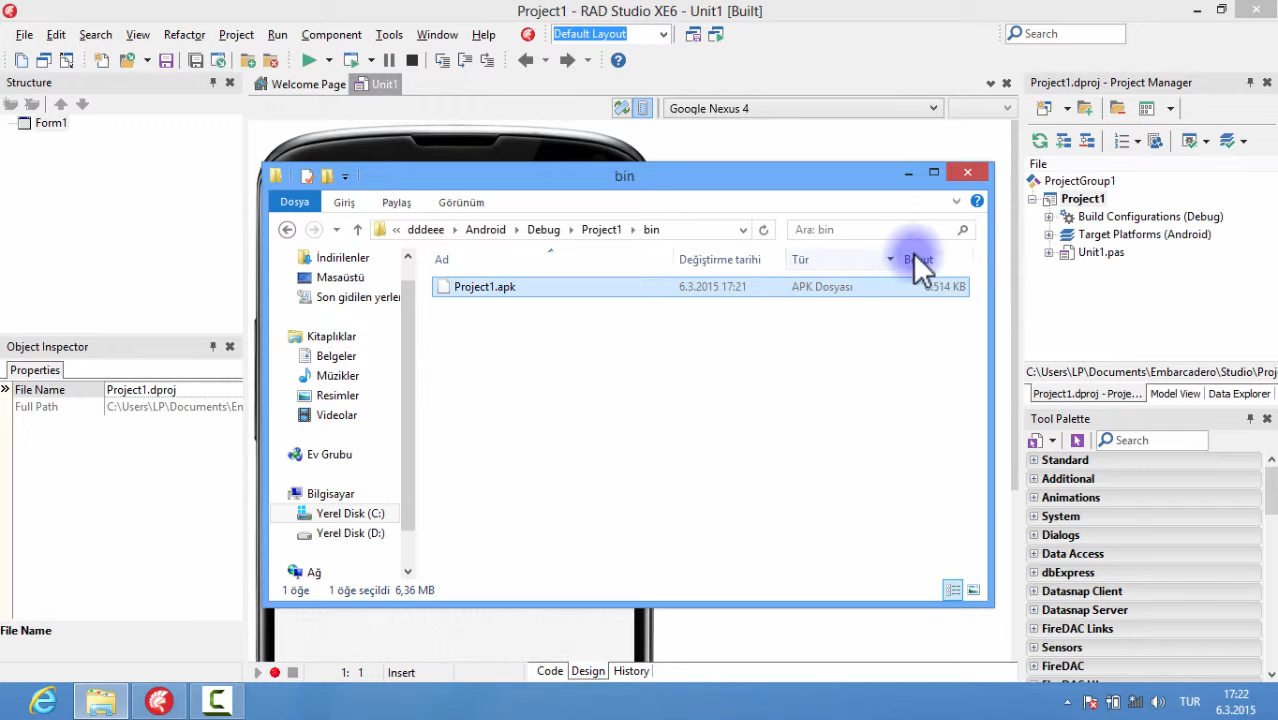 Project1 - RAD Studio XE6 - Unit1 [Built]
File Edit Search View Refactor Project Run Component Tools Window Help
Default Layout
Search
Structure
Form1
Welcome Page
Unit1
Google Nexus 4
Project1.dproj - Project Manager
File
ProjectGroup1
Project1
Build Configurations (Debug)
Target Platforms (Android)
Unit1.pas
C:\Users\LP\Documents\Embarcadero\Studio\Proj
Project1.dproj - Proje... Model View Data Explorer
Object Inspector
Properties
File Name Project1.dproj
Full Path C:\Users\LP\Documents\En
File Name
bin
Dosya Giriş Paylaş Görünüm
« dddeee Android Debug Project1 bin
Ara: bin
İndirilenler
Masaüstü
Son gidilen yerle
Kitaplıklar
Belgeler
Müzikler
Resimler
Videolar
Ev Grubu
Bilgisayar
Yerel Disk (C:)
Yerel Disk (D:)
Ağ
Ad Değiştirme tarihi Tür
Project1.apk 6.3.2015 17:21 APK Dosyası 514 KB
1 öğe 1 öğe seçildi 6,36 MB
Tool Palette
Search
Standard
Additional
Animations
System
Dialogs
Data Access
dbExpress
Datasnap Client
Datasnap Server
FireDAC Links
Sensors
FireDAC
1: 1 Insert
Code Design History
TUR
17:22
6.3.2015